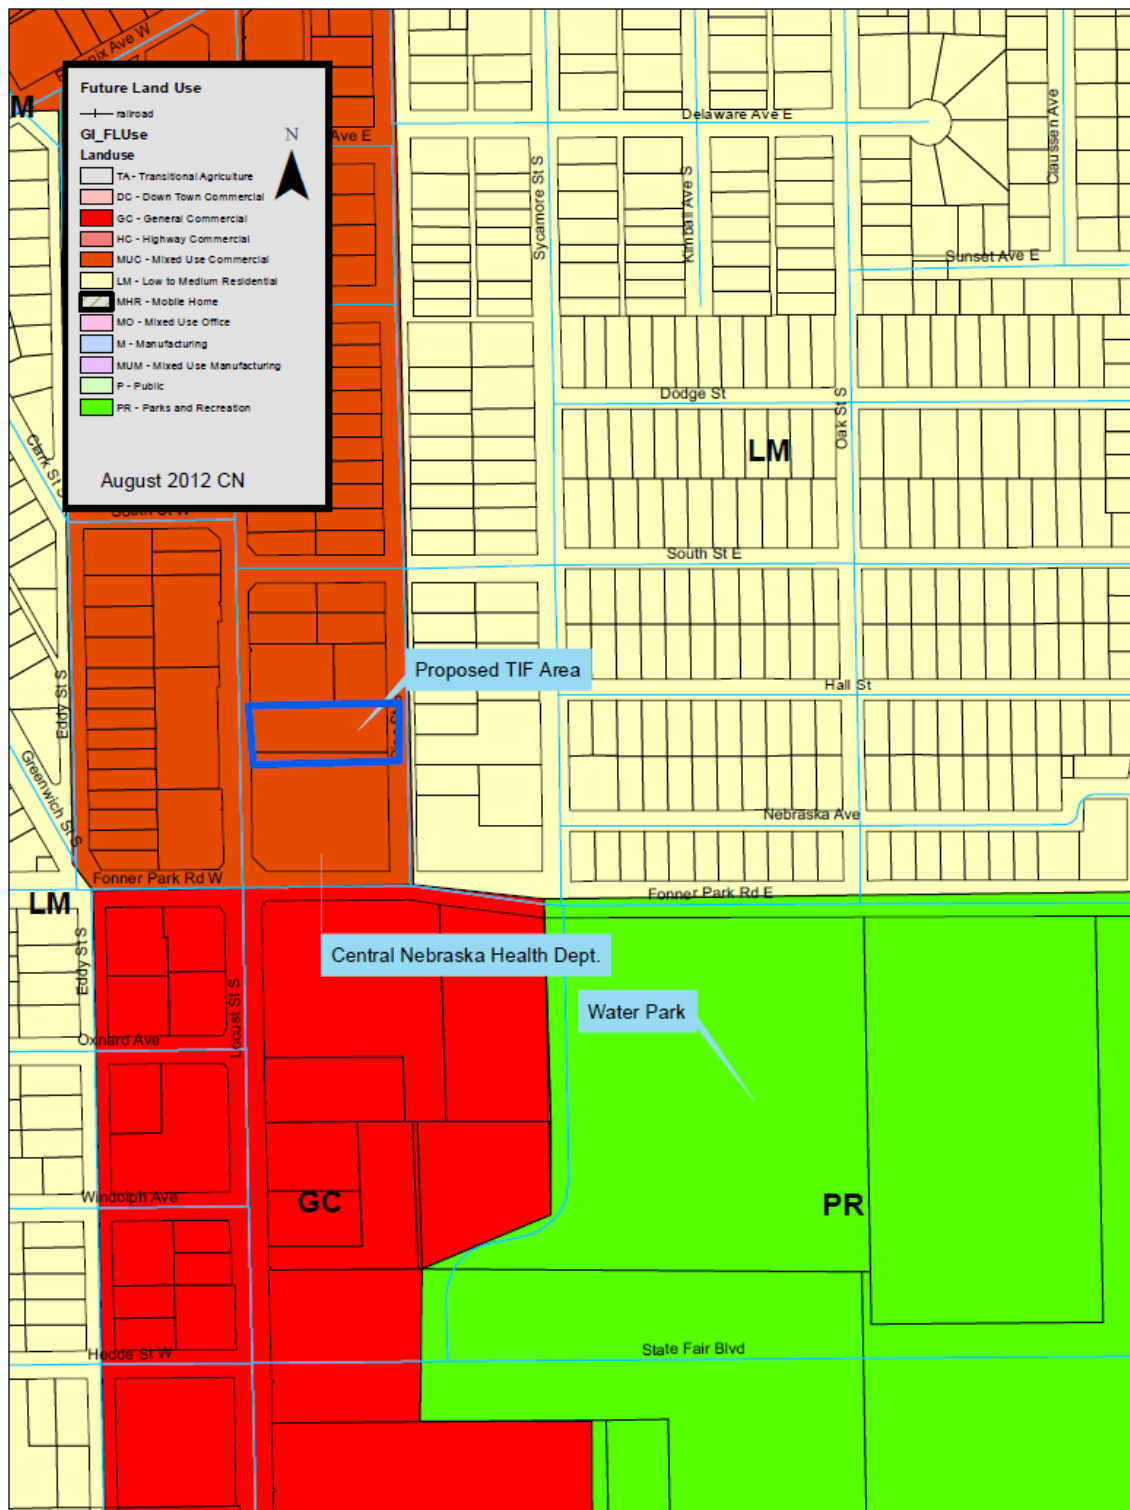 Delaware Ave E
Claussen Ave
M
Future Land Use
railroad
GI_FLUse
N
Ave E
Landuse
TA - Transitional Agriculture
DC - Down Town Commercial
GC - General Commercial
HC - Highway Commercial
MUC - Mixed Use Commercial
LM - Low to Medium Residential
MHR - Mobile Home
MO - Mixed Use Office
M - Manufacturing
MUM - Mixed Use Manufacturing
P - Public
PR - Parks and Recreation
August 2012 CN
Sycamore St S
Kimball Ave S
Sunset Ave E
Dodge St
Oak St S
LM
Clark St S
South St W
South St E
Proposed TIF Area
Hall St
Eddy St S
Greenwich St S
Nebraska Ave
Fonner Park Rd W
Fonner Park Rd E
LM
Central Nebraska Health Dept.
Eddy St S
Locust St S
Water Park
Oxnard Ave
Windolph Ave
GC
PR
Hedde St W
State Fair Blvd